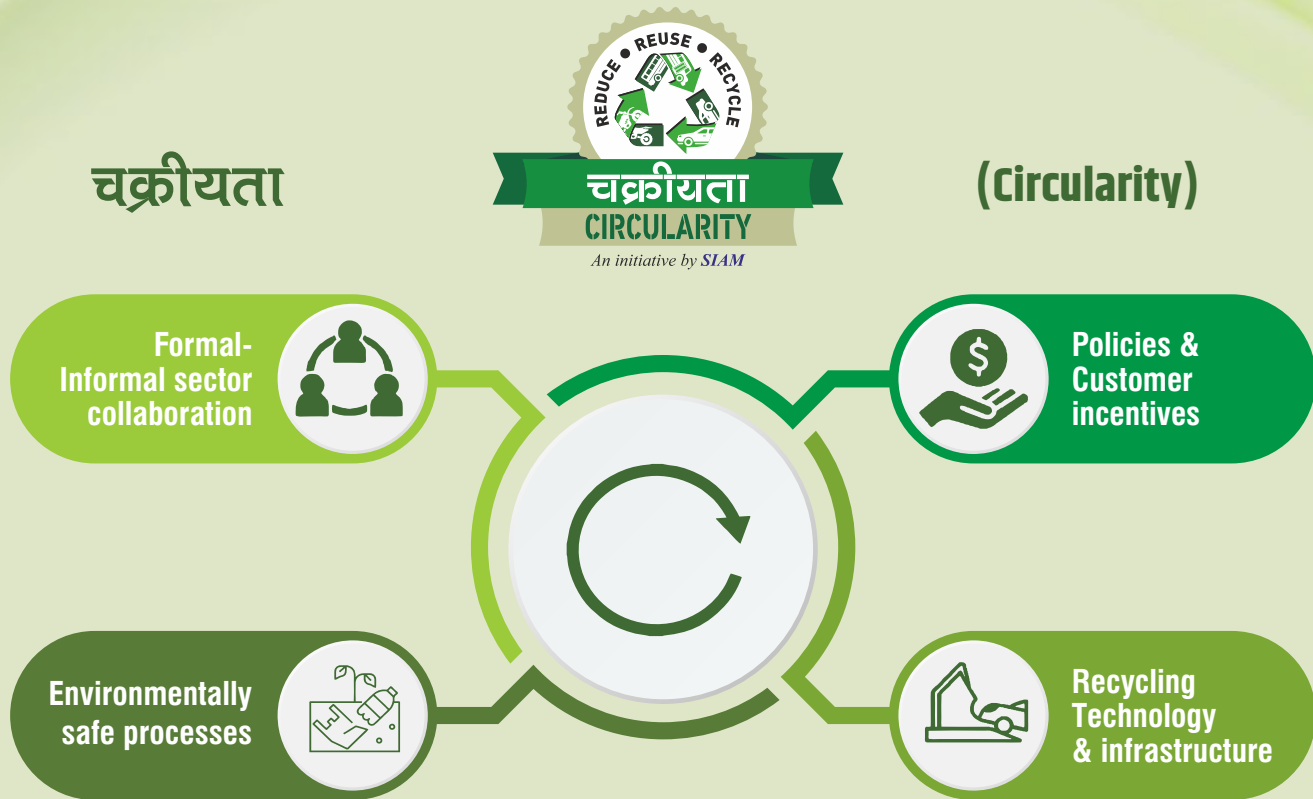 REDUCE • REUSE • RECYCLE
चक्रीयता
चक्रीयता
CIRCULARITY
An initiative by SIAM
(Circularity)
Formal-
Informal sector
collaboration
$
Policies &
Customer
incentives
Environmentally
safe processes
Recycling
Technology
& infrastructure